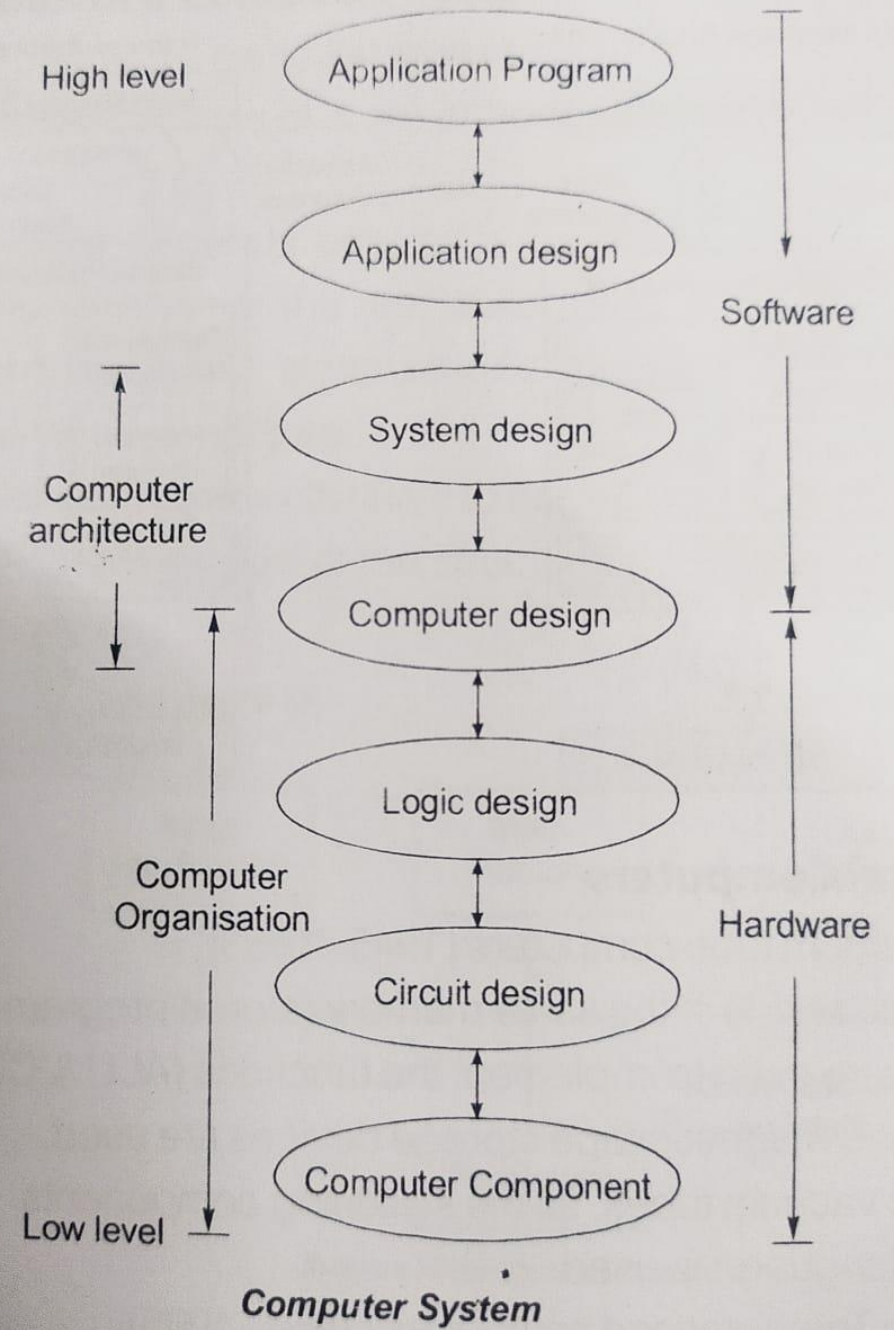 High level
Application Program
Application design
Software
System design
Computer
architecture
Computer design
Logic design
Computer
Organisation
Hardware
Circuit design
Computer Component
Low level
Computer System